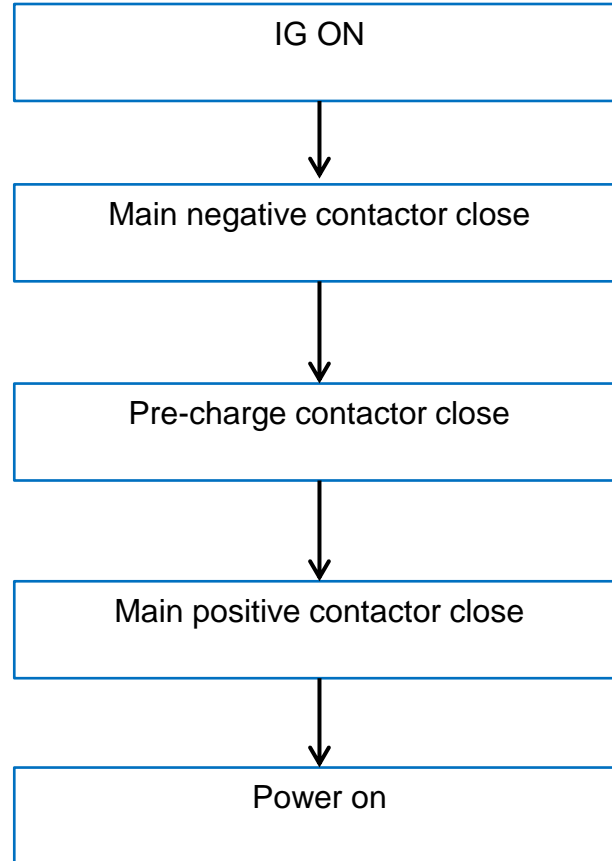 IG ON
Main negative contactor close
Pre-charge contactor close
Main positive contactor close
Power on